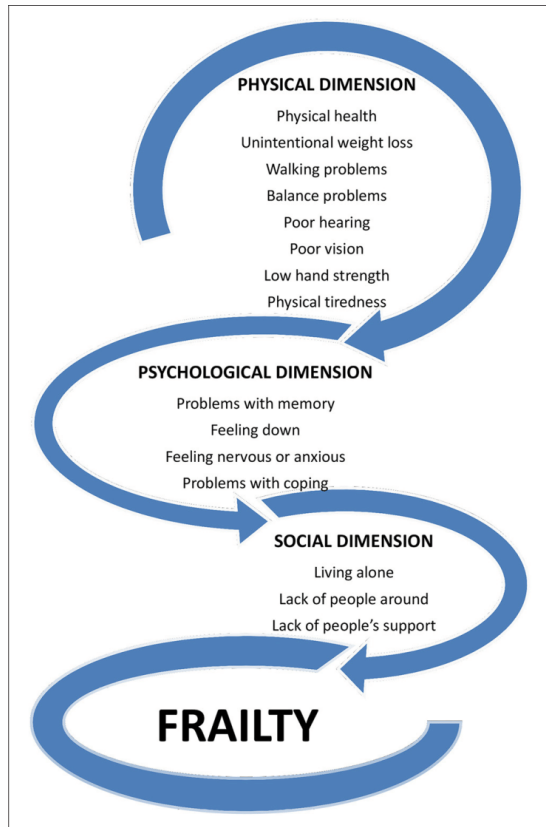 PHYSICAL DIMENSION
Physical health
Unintentional weight loss
Walking problems
Balance problems
Poor hearing
Poor vision
Low hand strength
Physical tiredness
PSYCHOLOGICAL DIMENSION
Problems with memory
Feeling down
Feeling nervous or anxious
Problems with coping
SOCIAL DIMENSION
Living alone
Lack of people around
Lack of people’s support
FRAILTY